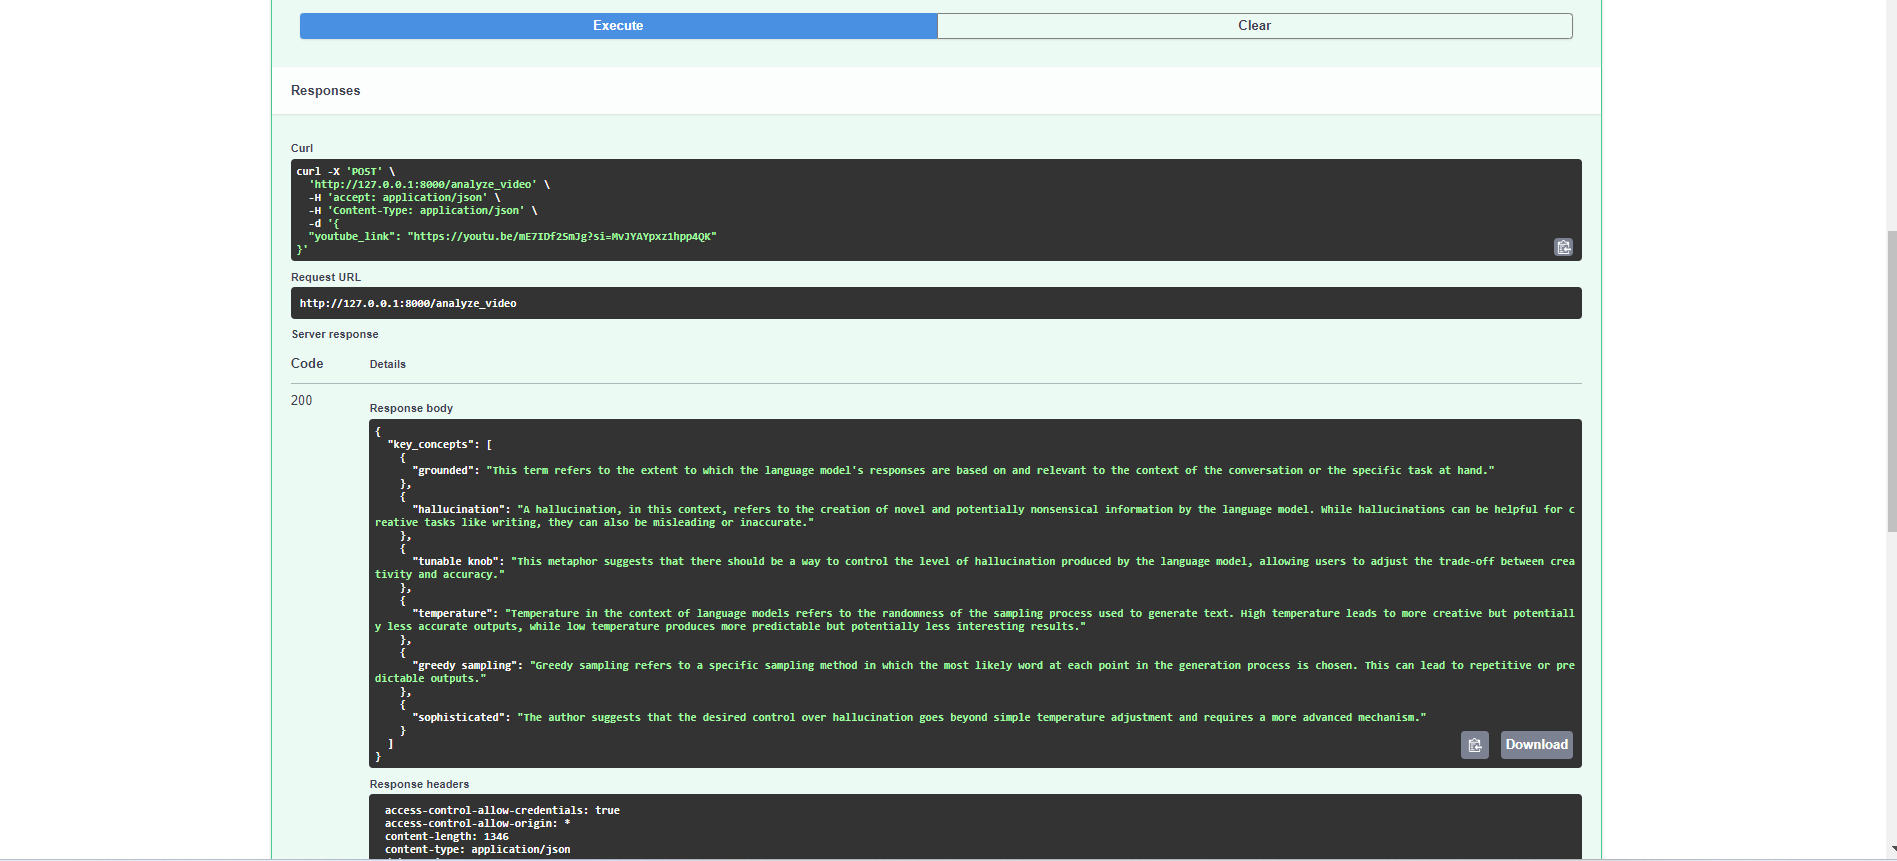 Execute
Clear
Responses
Curl
curl -X 'POST' \
  'http://127.0.0.1:8000/analyze_video' \
  -H 'accept: application/json' \
  -H 'Content-Type: application/json' \
  -d '{
  "youtube_link": "https://youtu.be/mE7IDf25mJg?si=MvJYAYpxz1hpp4QK"
}'
Request URL
http://127.0.0.1:8000/analyze_video
Server response
Code Details
200
Response body
{
  "key_concepts": [
    {
      "grounded": "This term refers to the extent to which the language model's responses are based on and relevant to the context of the conversation or the specific task at hand."
    },
    {
      "hallucination": "A hallucination, in this context, refers to the creation of novel and potentially nonsensical information by the language model. While hallucinations can be helpful for c
reative tasks like writing, they can also be misleading or inaccurate."
    },
    {
      "tunable knob": "This metaphor suggests that there should be a way to control the level of hallucination produced by the language model, allowing users to adjust the trade-off between crea
tivity and accuracy."
    },
    {
      "temperature": "Temperature in the context of language models refers to the randomness of the sampling process used to generate text. High temperature leads to more creative but potentiall
y less accurate outputs, while low temperature produces more predictable but potentially less interesting results."
    },
    {
      "greedy sampling": "Greedy sampling refers to a specific sampling method in which the most likely word at each point in the generation process is chosen. This can lead to repetitive or pre
dictable outputs."
    },
    {
      "sophisticated": "The author suggests that the desired control over hallucination goes beyond simple temperature adjustment and requires a more advanced mechanism."
    }
  ]
}
Download
Response headers
access-control-allow-credentials: true
access-control-allow-origin: *
content-length: 1346
content-type: application/json